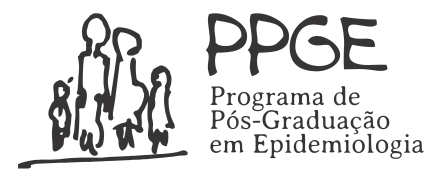 PPGE
Programa de
Pós-Graduação
em Epidemiologia